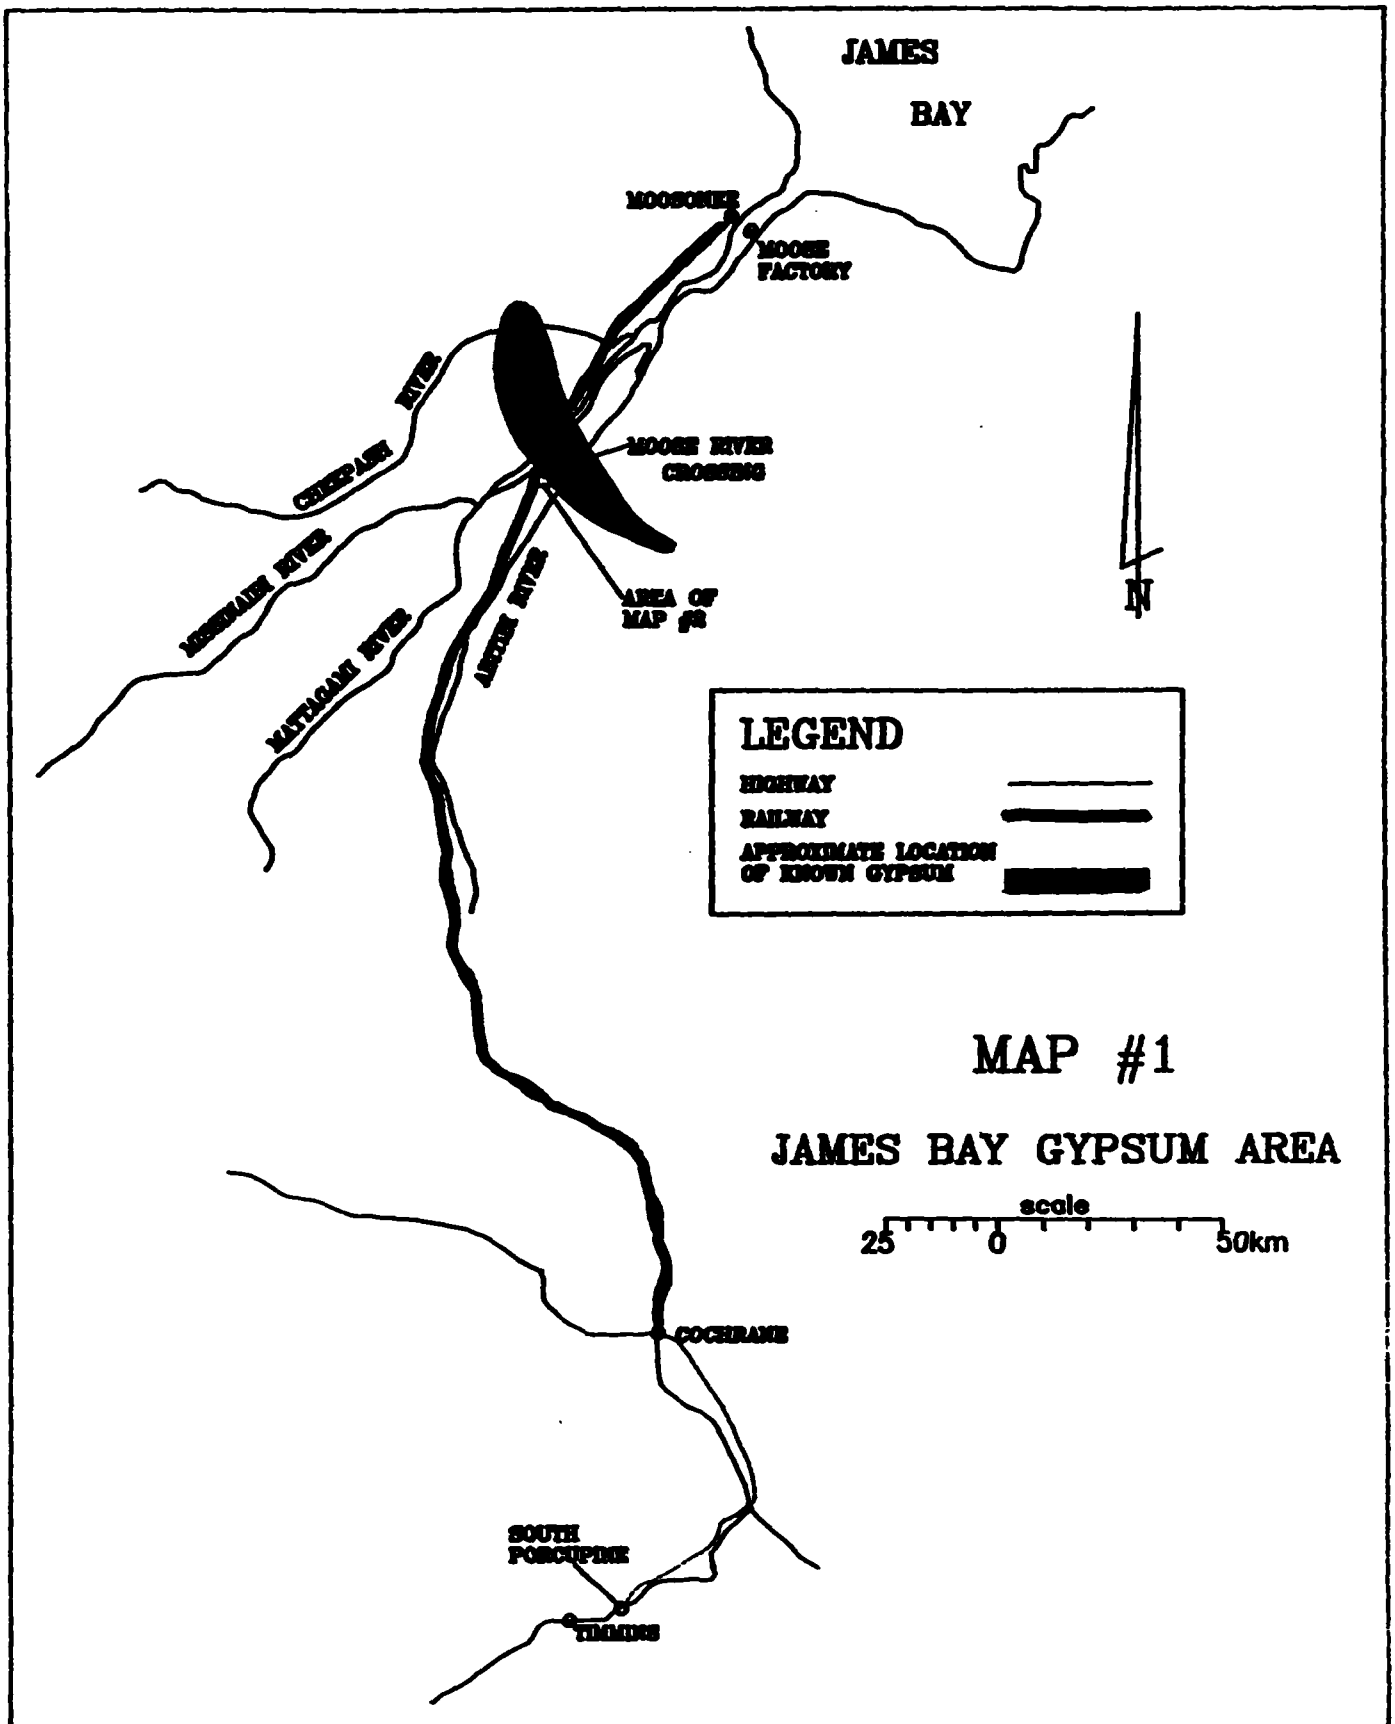 JAMES
BAY
MOOSONEE
MOOSE
FACTORY
RIVER
CHEEPASH
MOOSE RIVER
CROSSING
MISSINAIBI RIVER
MATTAGAMI RIVER
ABITIBI RIVER
AREA OF
MAP #2
LEGEND
HIGHWAY
RAILWAY
APPROXIMATE LOCATION
OF KNOWN GYPSUM
N
MAP #1
JAMES BAY GYPSUM AREA
scale
25 0 50km
COCHRANE
SOUTH
PORCUPINE
TIMMINS